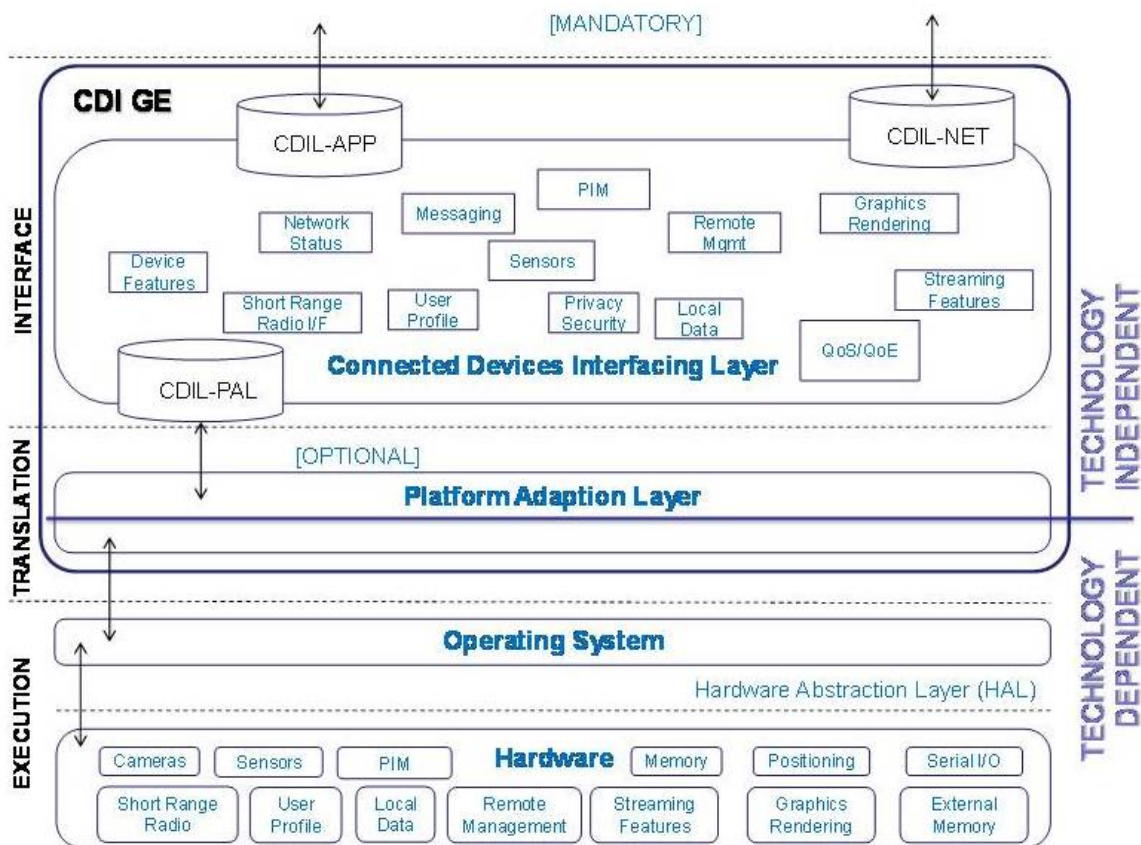 [MANDATORY]
CDI GE
CDIL-APP
CDIL-NET
PIM
Messaging
Graphics
Rendering
Network
Status
Remote
Mgmt
Sensors
Device
Features
Streaming
Features
Short Range
Radio I/F
User
Profile
Privacy
Security
Local
Data
QoS/QoE
Connected Devices Interfacing Layer
CDIL-PAL
INTERFACE
TECHNOLOGY
INDEPENDENT
[OPTIONAL]
Platform Adaption Layer
TRANSLATION
Operating System
Hardware Abstraction Layer (HAL)
TECHNOLOGY
DEPENDENT
EXECUTION
Hardware
Cameras
Sensors
PIM
Memory
Positioning
Serial I/O
Short Range
Radio
User
Profile
Local
Data
Remote
Management
Streaming
Features
Graphics
Rendering
External
Memory